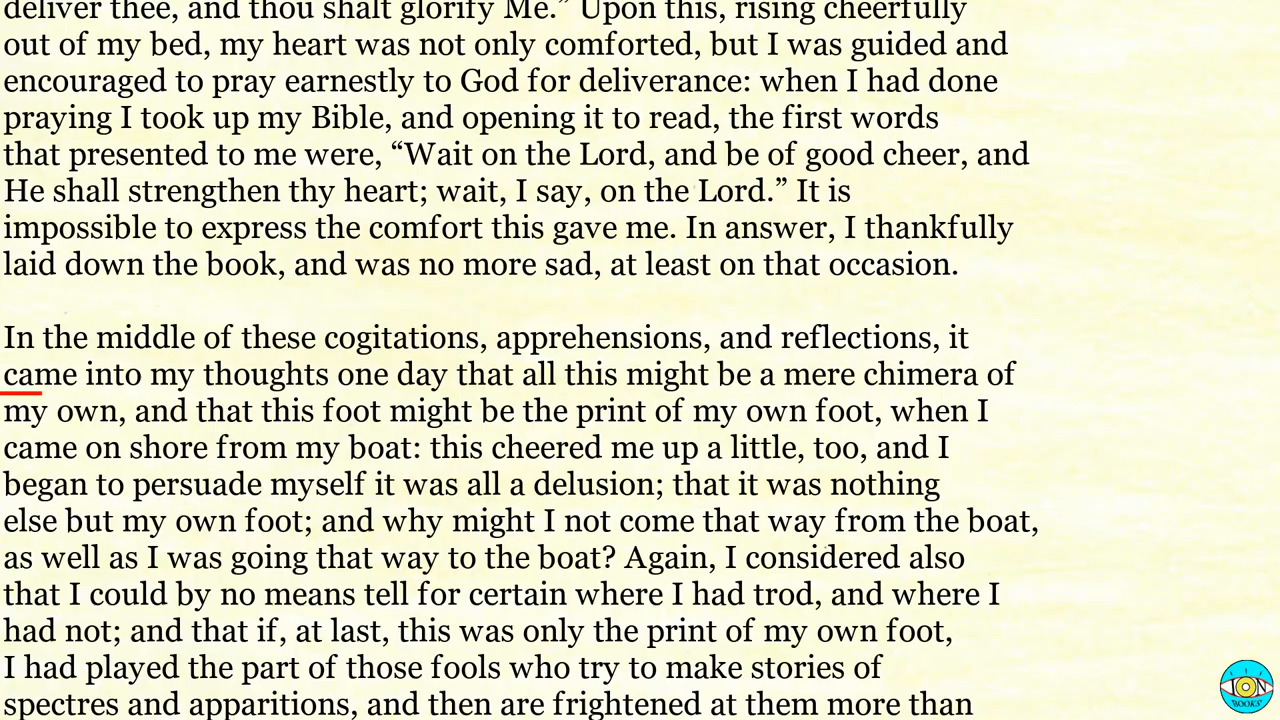 deliver thee, and thou shalt glorify Me.” Upon this, rising cheerfully
out of my bed, my heart was not only comforted, but I was guided and
encouraged to pray earnestly to God for deliverance: when I had done
praying I took up my Bible, and opening it to read, the first words
that presented to me were, “Wait on the Lord, and be of good cheer, and
He shall strengthen thy heart; wait, I say, on the Lord.” It is
impossible to express the comfort this gave me. In answer, I thankfully
laid down the book, and was no more sad, at least on that occasion.
In the middle of these cogitations, apprehensions, and reflections, it
came into my thoughts one day that all this might be a mere chimera of
my own, and that this foot might be the print of my own foot, when I
came on shore from my boat: this cheered me up a little, too, and I
began to persuade myself it was all a delusion; that it was nothing
else but my own foot; and why might I not come that way from the boat,
as well as I was going that way to the boat? Again, I considered also
that I could by no means tell for certain where I had trod, and where I
had not; and that if, at last, this was only the print of my own foot,
I had played the part of those fools who try to make stories of
spectres and apparitions, and then are frightened at them more than
ION
BOOKS